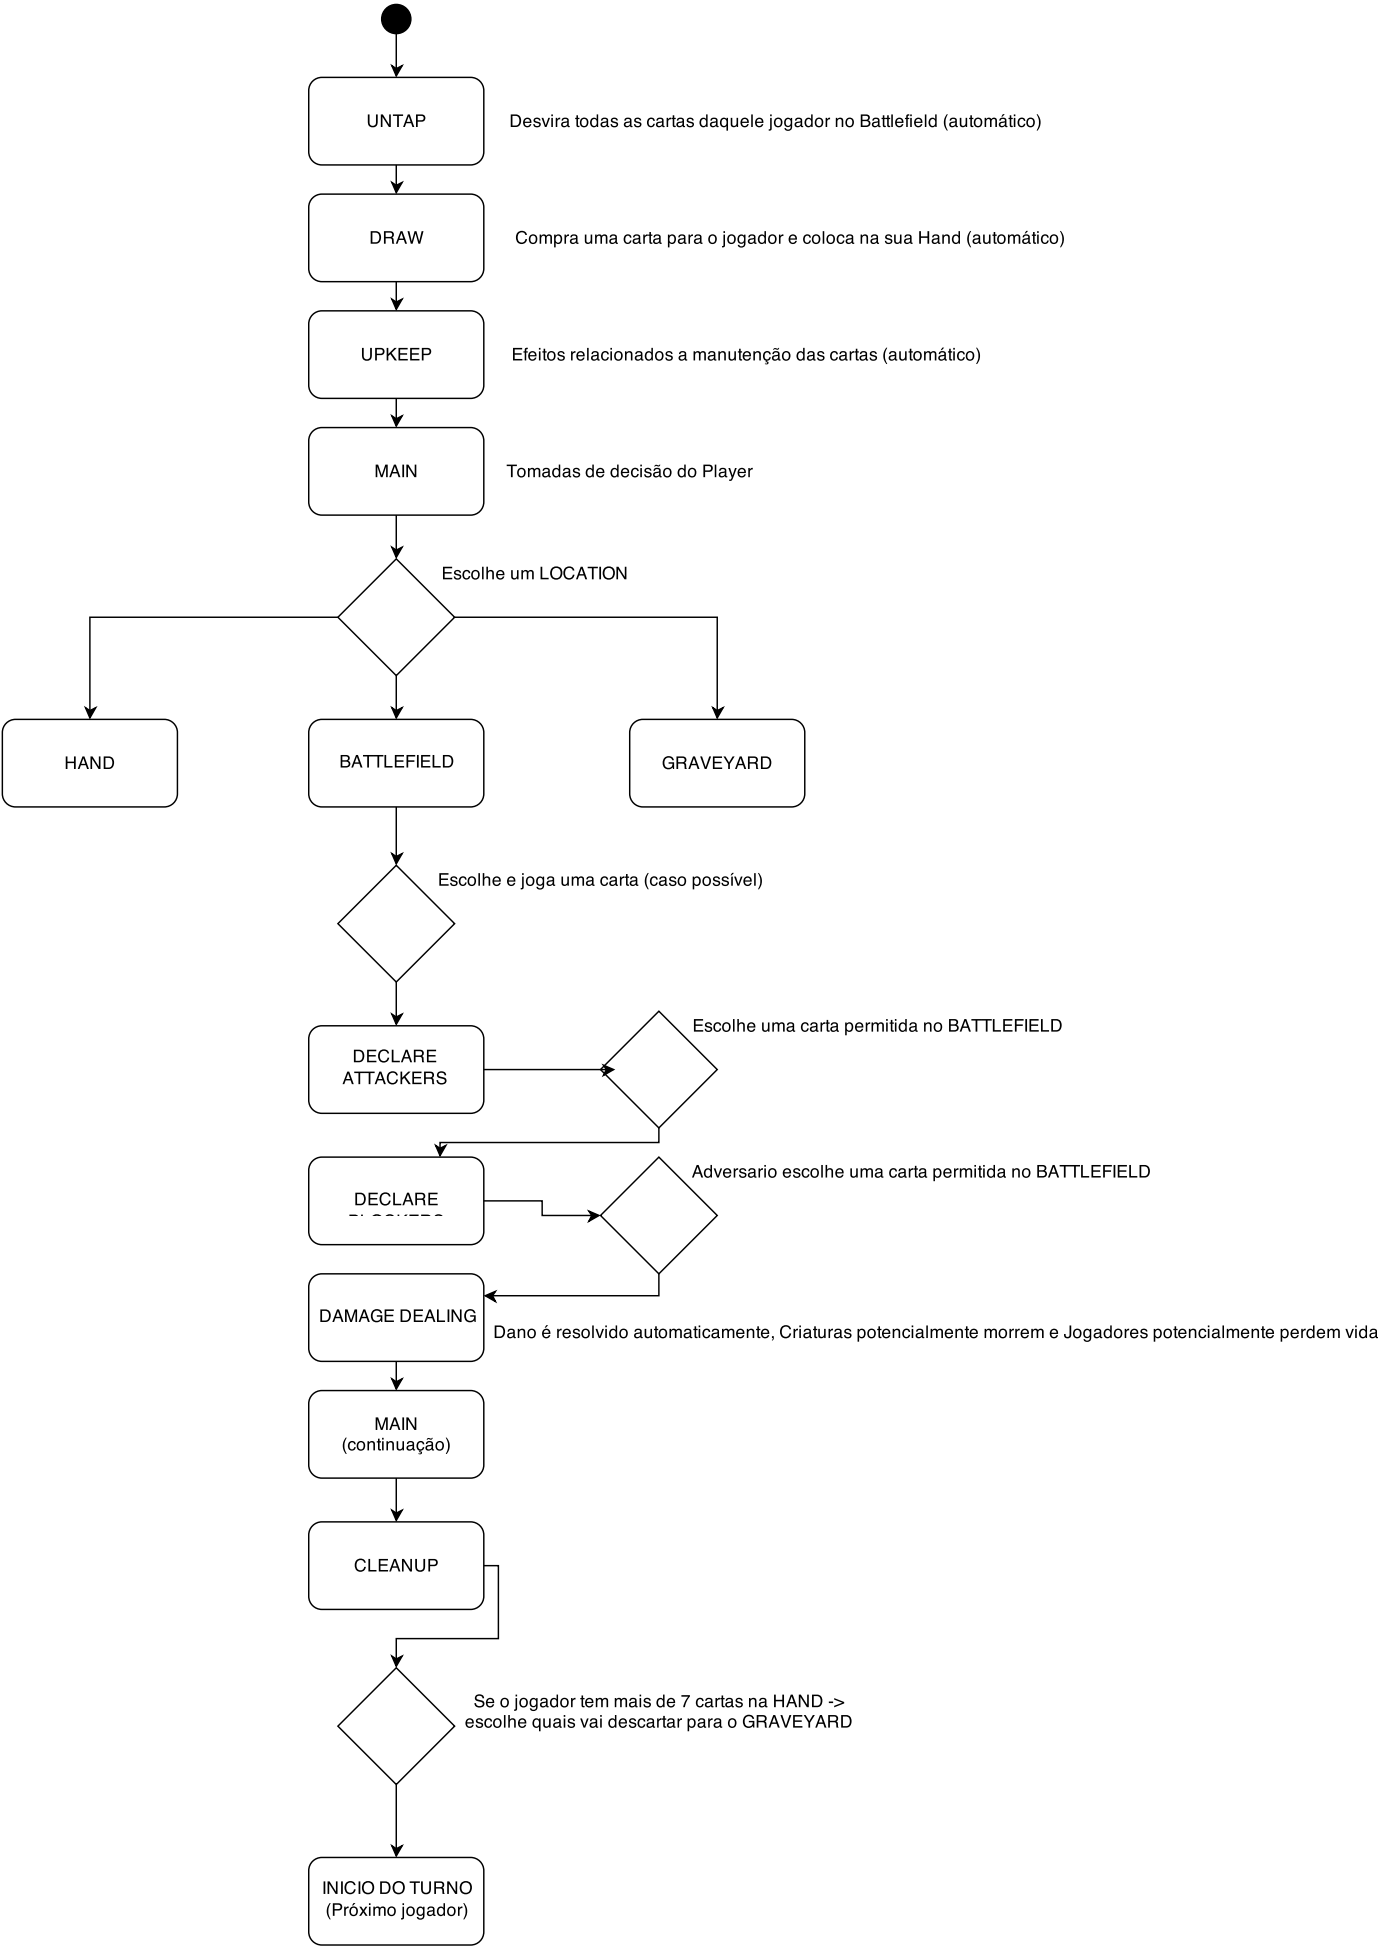 UNTAP
Desvira todas as cartas daquele jogador no Battlefield (automático)
DRAW
Compra uma carta para o jogador e coloca na sua Hand (automático)
UPKEEP
Efeitos relacionados a manutenção das cartas (automático)
MAIN
Tomadas de decisão do Player
Escolhe um LOCATION
HAND
BATTLEFIELD
GRAVEYARD
Escolhe e joga uma carta (caso possível)
DECLARE
ATTACKERS
Escolhe uma carta permitida no BATTLEFIELD
DECLARE
Adversario escolhe uma carta permitida no BATTLEFIELD
DAMAGE DEALING
Dano é resolvido automaticamente, Criaturas potencialmente morrem e Jogadores potencialmente perdem vida
MAIN
(continuação)
CLEANUP
Se o jogador tem mais de 7 cartas na HAND ->
escolhe quais vai descartar para o GRAVEYARD
INICIO DO TURNO
(Próximo jogador)